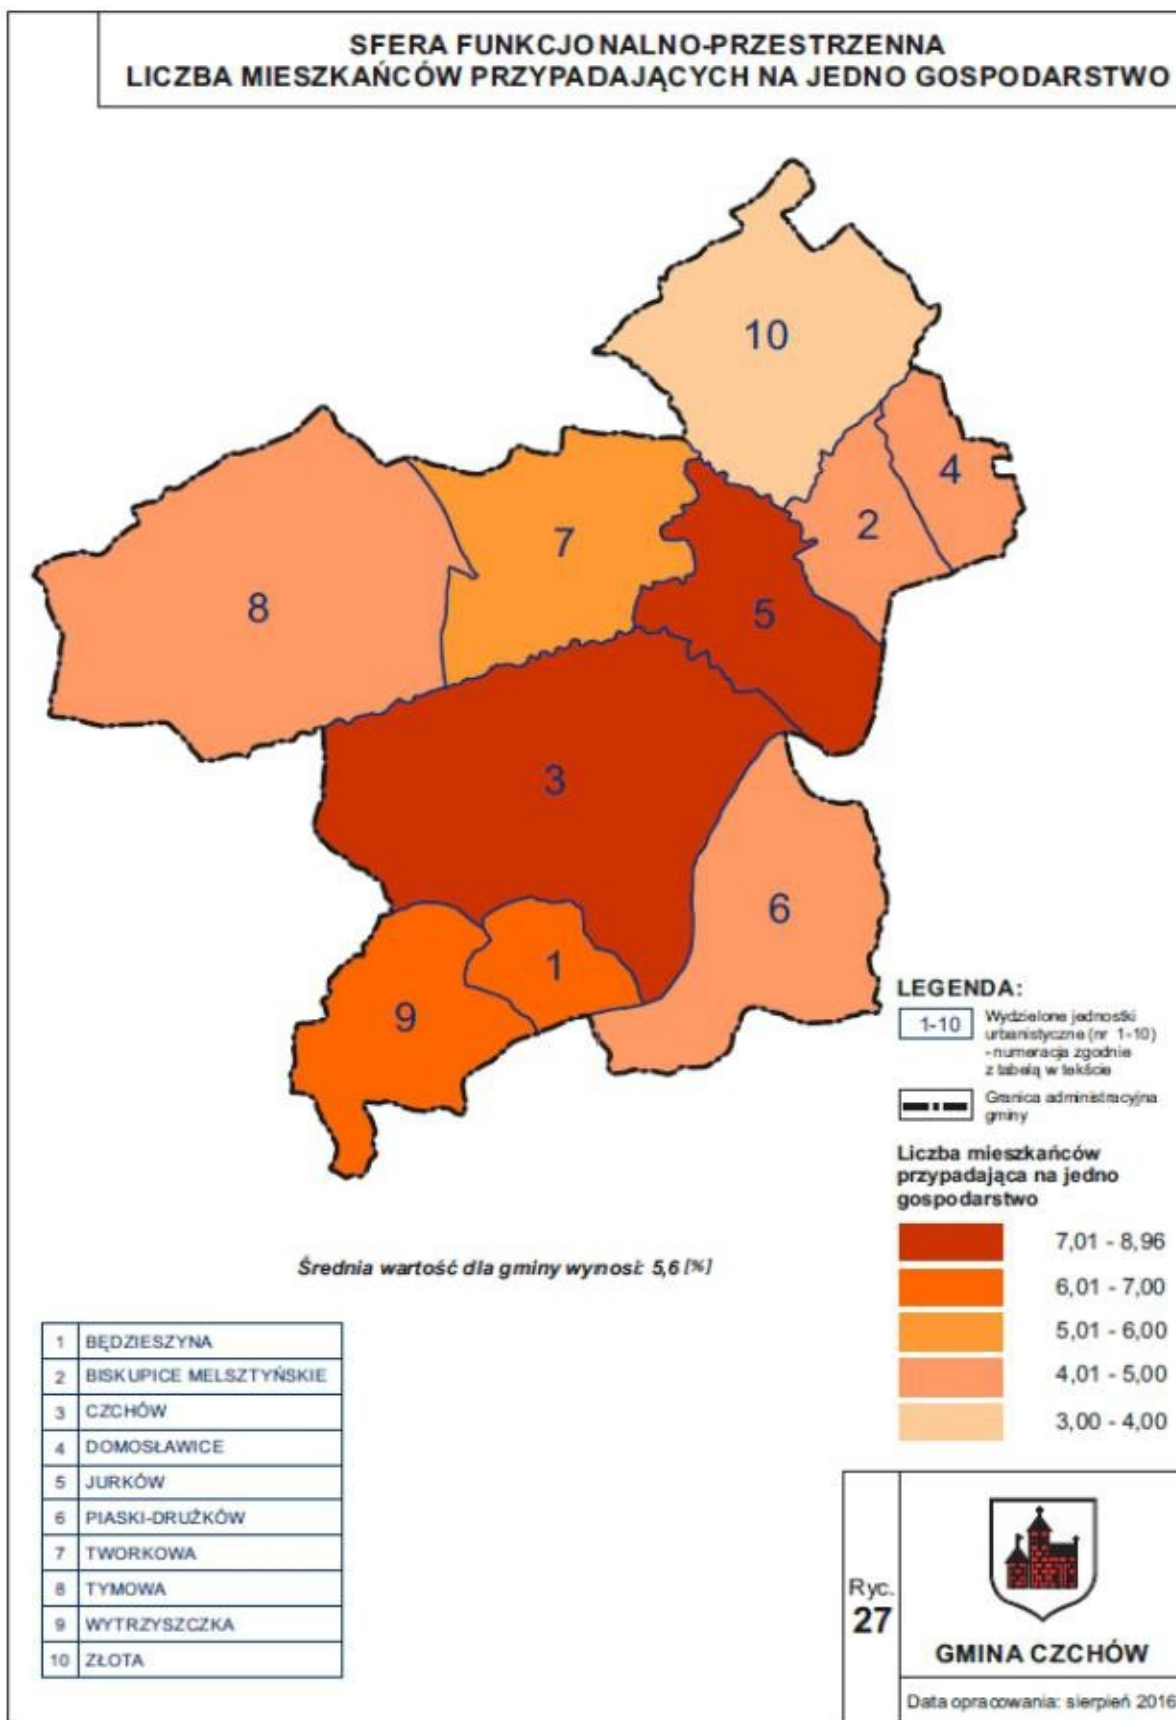 SFERA FUNKCJONALNO-PRZESTRZENNA
LICZBA MIESZKAŃCÓW PRZYPADAJĄCYCH NA JEDNO GOSPODARSTWO
10
4
2
7
8
5
3
6
1
9
LEGENDA:
1-10
Wydzielone jednostki
urbanistyczne (nr 1-10)
- numeracja zgodnie
z tabelą w tekście
Granica administracyjna
gminy
Liczba mieszkańców
przypadająca na jedno
gospodarstwo
7,01 - 8,96
6,01 - 7,00
5,01 - 6,00
4,01 - 5,00
3,00 - 4,00
Średnia wartość dla gminy wynosi: 5,6 [%]
1 BĘDZIESZYNA
2 BISKUPICE MELSZTYŃSKIE
3 CZCHÓW
4 DOMOSŁAWICE
5 JURKÓW
6 PIASKI-DRUŻKÓW
7 TWORKOWA
8 TYMOWA
9 WYTRZYSZCZKA
10 ZŁOTA
Ryc.
27
GMINA CZCHÓW
Data opracowania: sierpień 2016